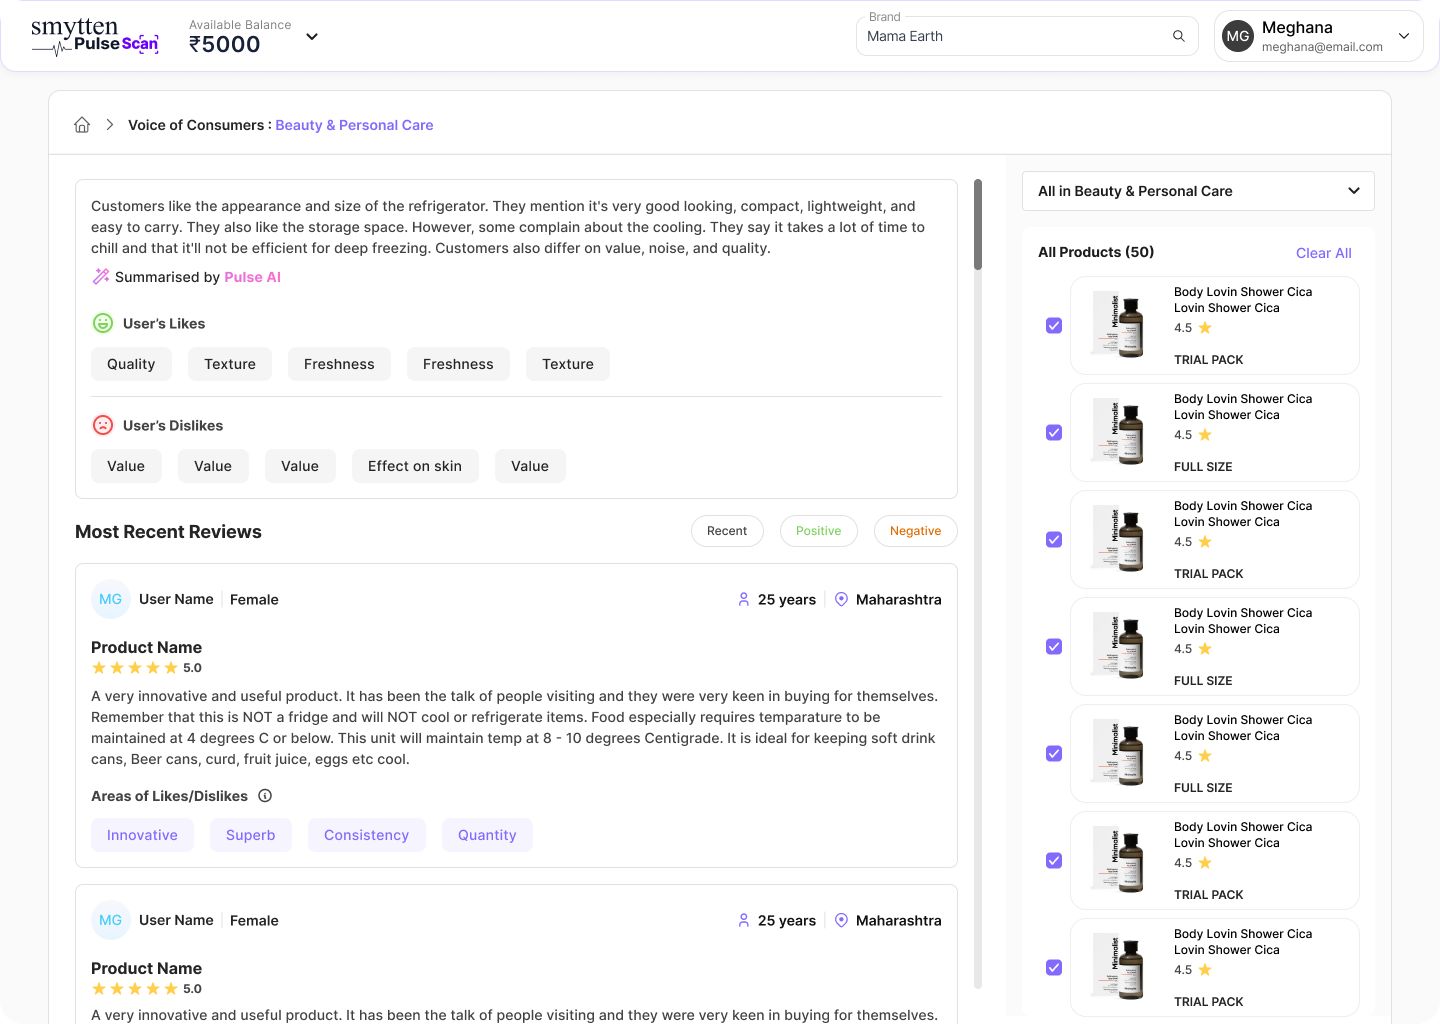 smytten
Pulse Scan
Available Balance
₹5000
Brand
Mama Earth
MG
Meghana
meghana@email.com
Voice of Consumers : Beauty & Personal Care
Customers like the appearance and size of the refrigerator. They mention it's very good looking, compact, lightweight, and
easy to carry. They also like the storage space. However, some complain about the cooling. They say it takes a lot of time to
chill and that it'll not be efficient for deep freezing. Customers also differ on value, noise, and quality.
Summarised by Pulse AI
User's Likes
Quality Texture Freshness Freshness Texture
User's Dislikes
Value Value Value Effect on skin Value
Most Recent Reviews
Recent Positive Negative
MG User Name Female 25 years Maharashtra
Product Name
5.0
A very innovative and useful product. It has been the talk of people visiting and they were very keen in buying for themselves.
Remember that this is NOT a fridge and will NOT cool or refrigerate items. Food especially requires temparature to be
maintained at 4 degrees C or below. This unit will maintain temp at 8 - 10 degrees Centigrade. It is ideal for keeping soft drink
cans, Beer cans, curd, fruit juice, eggs etc cool.
Areas of Likes/Dislikes
Innovative Superb Consistency Quantity
MG User Name Female 25 years Maharashtra
Product Name
5.0
A very innovative and useful product. It has been the talk of people visiting and they were very keen in buying for themselves.
All in Beauty & Personal Care
All Products (50) Clear All
Minimalist
Body Lovin Shower Cica
Lovin Shower Cica
4.5
TRIAL PACK
Minimalist
Body Lovin Shower Cica
Lovin Shower Cica
4.5
FULL SIZE
Minimalist
Body Lovin Shower Cica
Lovin Shower Cica
4.5
TRIAL PACK
Minimalist
Body Lovin Shower Cica
Lovin Shower Cica
4.5
FULL SIZE
Minimalist
Body Lovin Shower Cica
Lovin Shower Cica
4.5
FULL SIZE
Minimalist
Body Lovin Shower Cica
Lovin Shower Cica
4.5
TRIAL PACK
Minimalist
Body Lovin Shower Cica
Lovin Shower Cica
4.5
TRIAL PACK